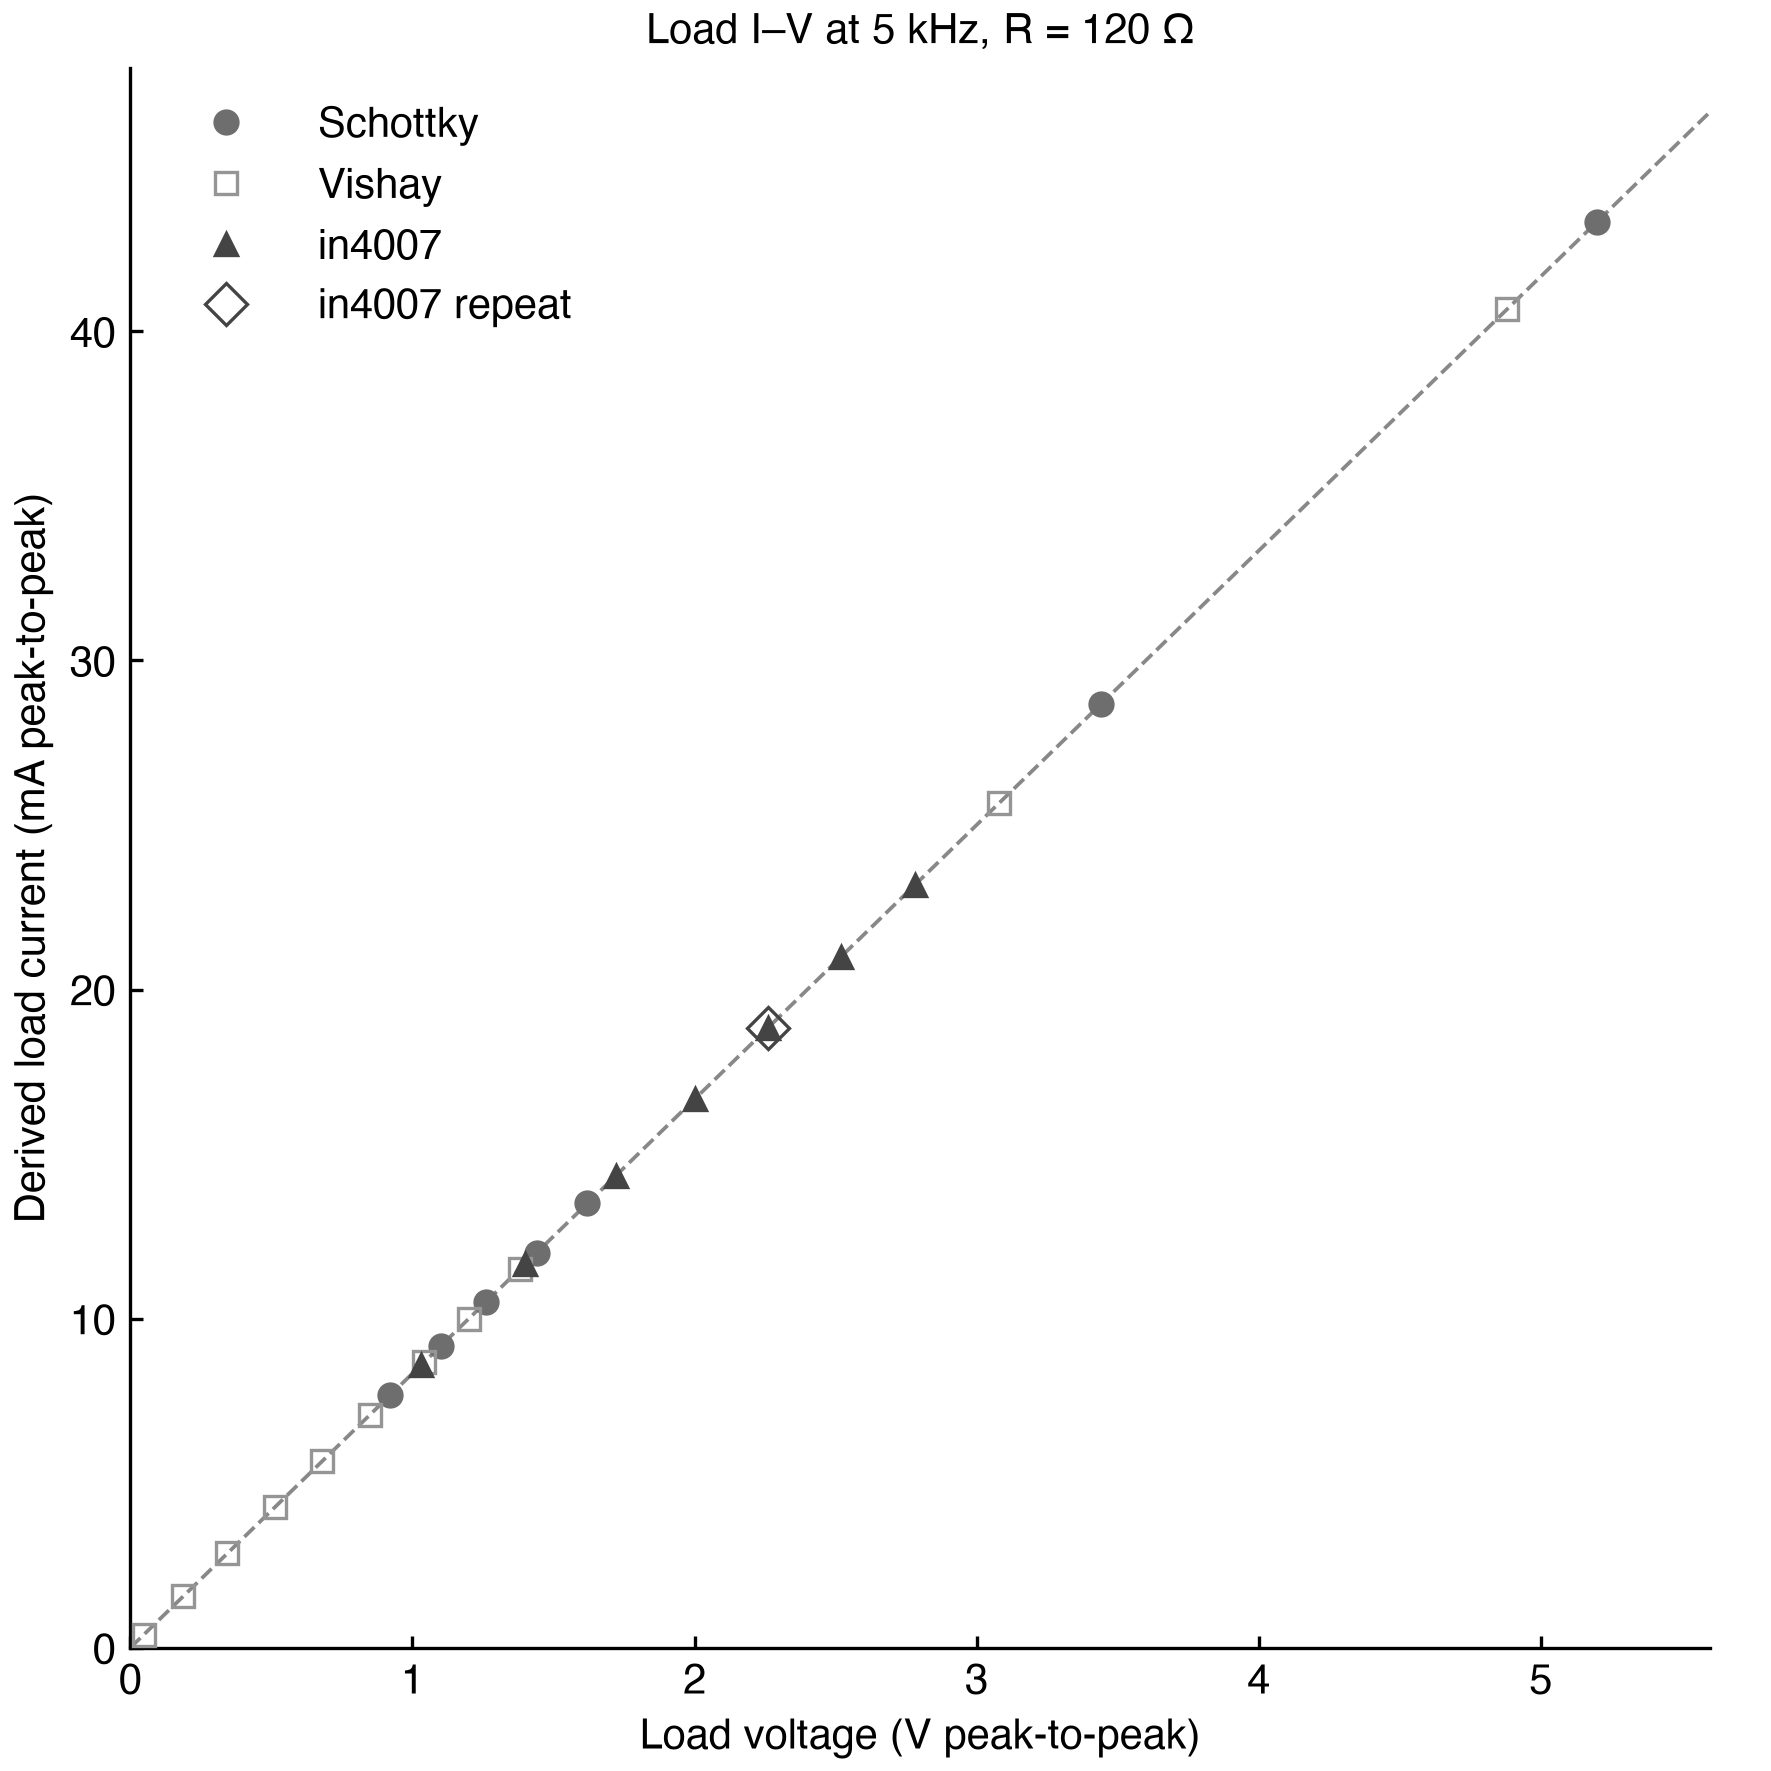 Load I–V at 5 kHz, R = 120 Ω
Schottky
Vishay
in4007
in4007 repeat
Derived load current (mA peak-to-peak)
40
30
20
10
0
0 1 2 3 4 5
Load voltage (V peak-to-peak)